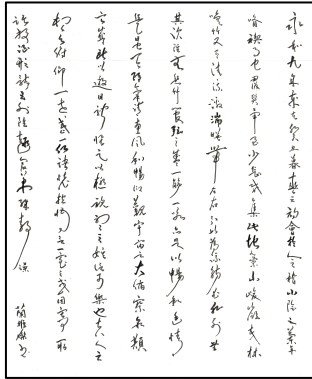 永和九年歲在癸丑暮春之初會於會稽山陰之蘭亭
脩禊事也群賢畢至少長咸集此地崇山峻嶺茂林
脩竹又有清流激湍映帶左右引以為流觴曲水列坐
其次雖無絲竹管弦之盛一觴一詠亦足以暢敘幽情
是日也天朗氣清惠風和暢仰觀宇宙之大俯察品類
之盛所以遊目騁懷足以極視聽之娛信可樂也夫人之
相與俯仰一世或取諸懷抱悟言一室之內或因寄所
託放浪形骸之外雖趣舍萬殊靜